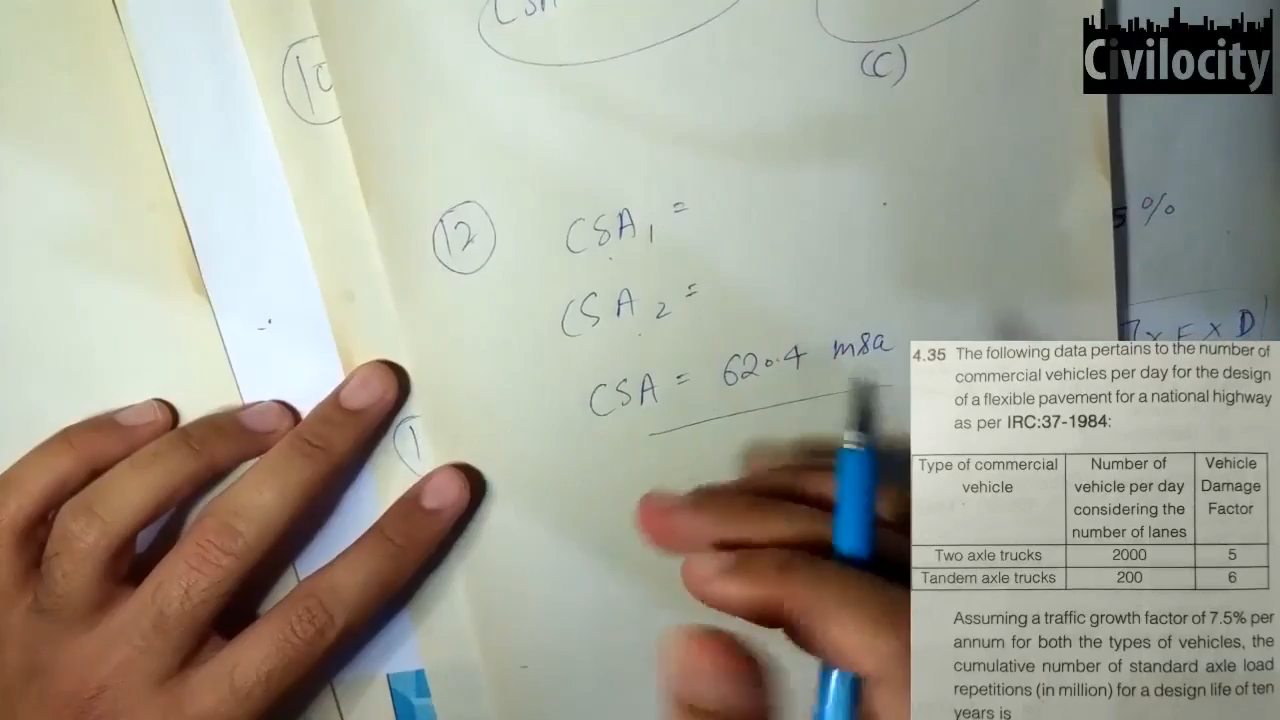 CSA
(C)
Civilocity
10
12
CSA1 =
CSA2 =
CSA = 620.4 msa
5 %
7 x F x D
1
4.35 The following data pertains to the number of
commercial vehicles per day for the design
of a flexible pavement for a national highway
as per IRC:37-1984:
Type of commercial vehicle
Number of vehicle per day considering the number of lanes
Vehicle Damage Factor
Two axle trucks 2000 5
Tandem axle trucks 200 6
Assuming a traffic growth factor of 7.5% per
annum for both the types of vehicles, the
cumulative number of standard axle load
repetitions (in million) for a design life of ten
years is